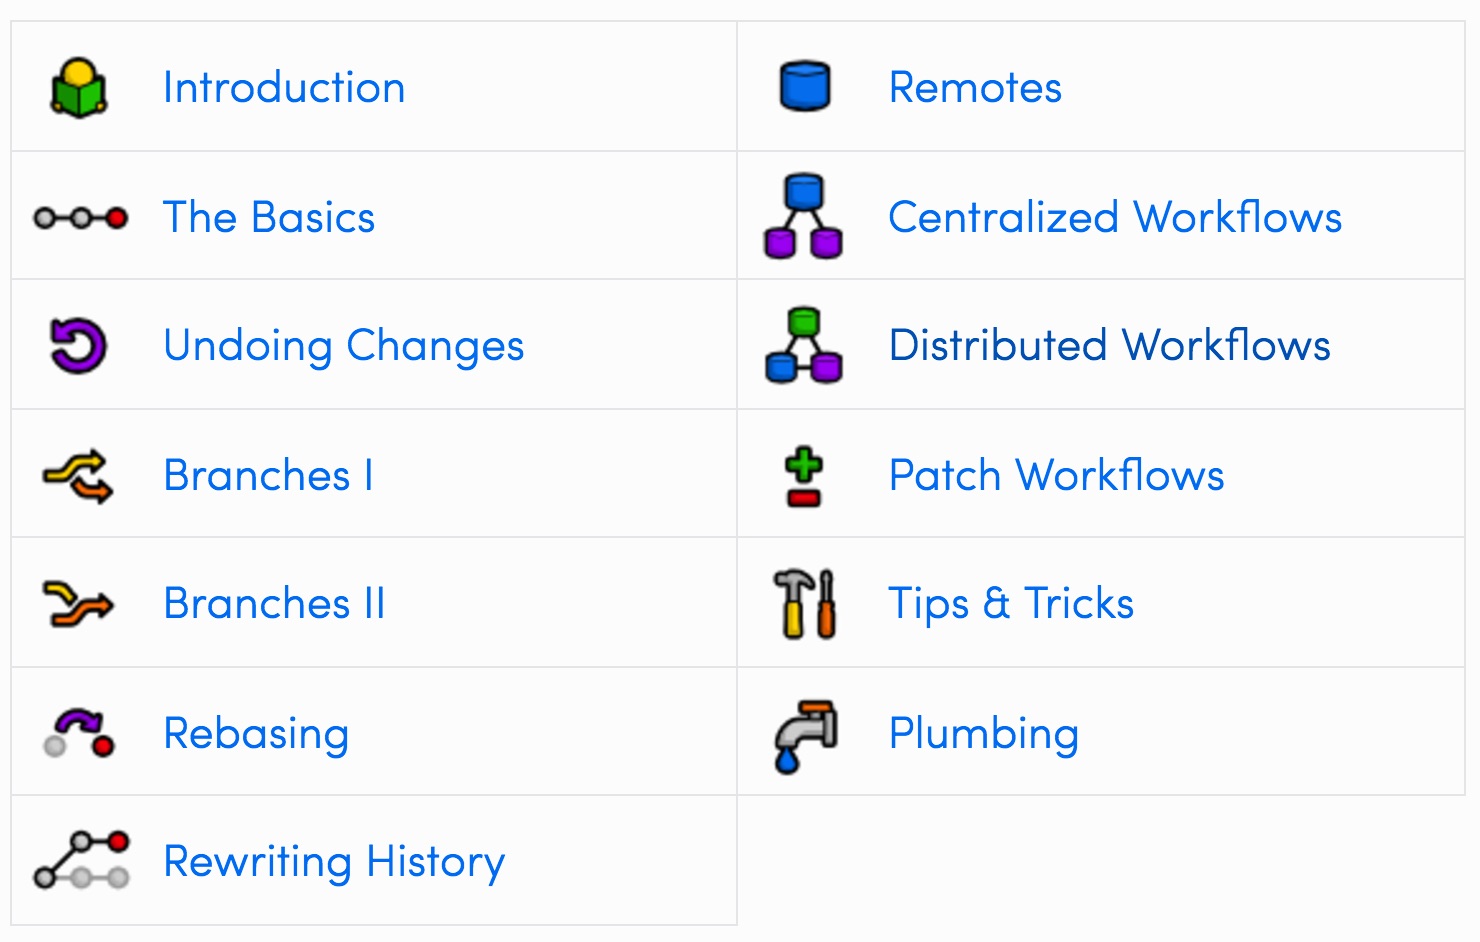 Introduction
The Basics
Undoing Changes
Branches I
Branches II
Rebasing
Rewriting History
Remotes
Centralized Workflows
Distributed Workflows
Patch Workflows
Tips & Tricks
Plumbing